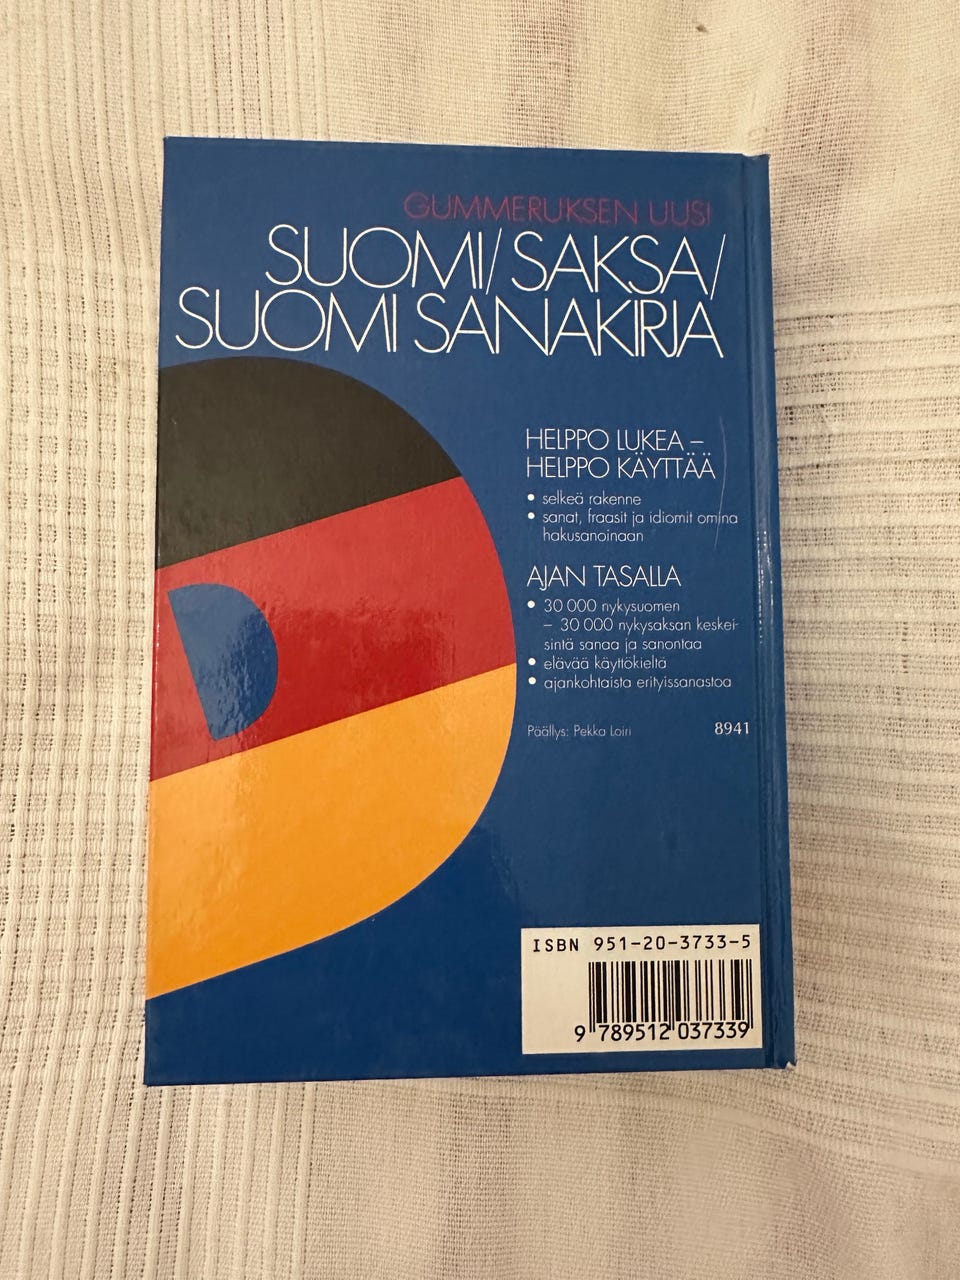 GUMMERUKSEN UUSI
SUOMI/SAKSA/
SUOMI SANAKIRJA
HELPPO LUKEA –
HELPPO KÄYTTÄÄ
• selkeä rakenne
• sanat, fraasit ja idiomit omina
hakusanoinaan
AJAN TASALLA
• 30 000 nykysuomen
– 30 000 nykysaksan keskei-
sintä sanaa ja sanontaa
• elävää käyttökieltä
• ajankohtaista erityissanastoa
Päällys: Pekka Loiri 8941
ISBN 951-20-3733-5
9 789512 037339